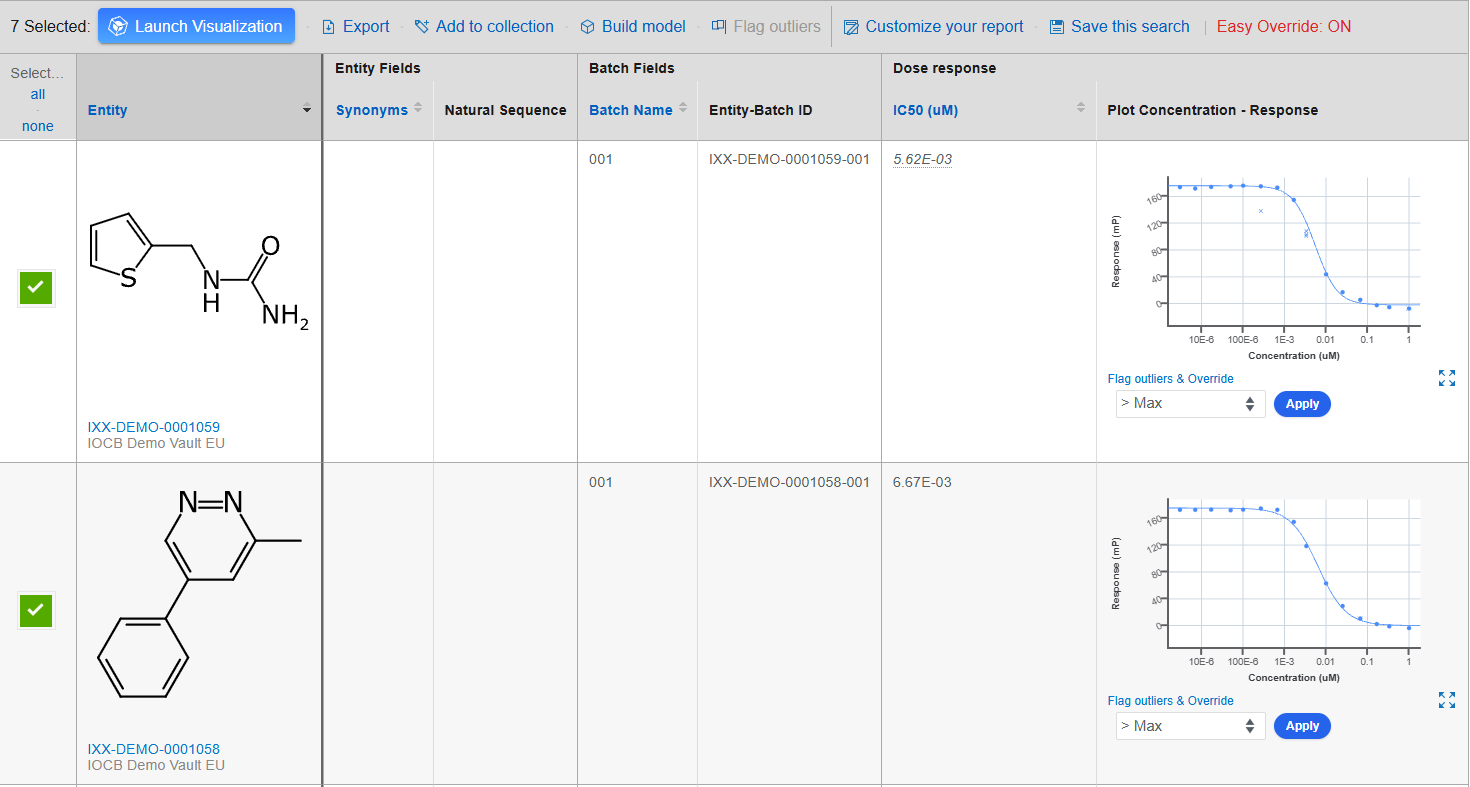 7 Selected: Launch Visualization Export Add to collection Build model Flag outliers Customize your report Save this search Easy Override: ON
Select...
all
none
Entity Fields Batch Fields Dose response
Entity Synonyms Natural Sequence Batch Name Entity-Batch ID IC50 (uM) Plot Concentration - Response
001 IXX-DEMO-0001059-001 5.62E-03
S
N
H
O
NH2
IXX-DEMO-0001059
IOCB Demo Vault EU
Response (mP)
160
120
80
40
0
10E-6 100E-6 1E-3 0.01 0.1 1
Concentration (uM)
Flag outliers & Override
> Max Apply
001 IXX-DEMO-0001058-001 6.67E-03
N N
IXX-DEMO-0001058
IOCB Demo Vault EU
Response (mP)
160
120
80
40
0
10E-6 100E-6 1E-3 0.01 0.1 1
Concentration (uM)
Flag outliers & Override
> Max Apply